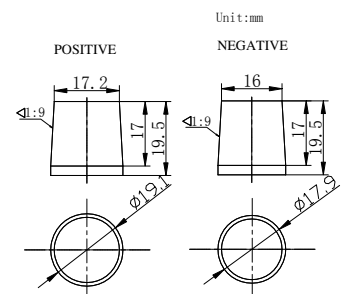 Unit:mm
POSITIVE
NEGATIVE
17.2
16
1:9
17
19.5
1:9
17
19.5
Ø19.1
Ø17.9